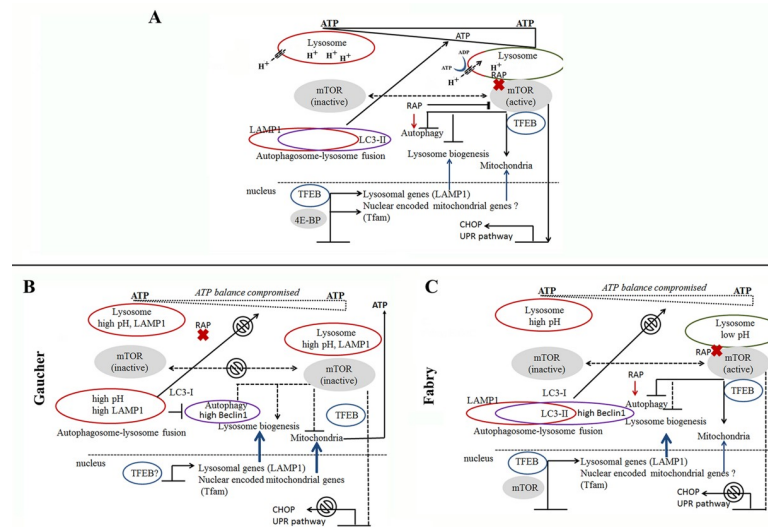 A
ATP
ATP
ATP
Lysosome
H⁺ H⁺ H⁺
H⁺
ADP
ATP
Lysosome
H⁺
H⁺
RAP
mTOR
(inactive)
mTOR
(active)
RAP
TFEB
Autophagy
LAMP1
LC3-II
Autophagosome-lysosome fusion
Lysosome biogenesis
Mitochondria
nucleus
TFEB
Lysosomal genes (LAMP1)
Nuclear encoded mitochondrial genes ?
(Tfam)
4E-BP
CHOP
UPR pathway
B
Gaucher
ATP balance compromised
ATP
ATP
ATP
Lysosome
high pH, LAMP1
RAP
Lysosome
high pH, LAMP1
mTOR
(inactive)
mTOR
(inactive)
high pH
high LAMP1
LC3-I
Autophagy
high Beclin1
TFEB
Autophagosome-lysosome fusion
Lysosome biogenesis
Mitochondria
nucleus
TFEB?
Lysosomal genes (LAMP1)
Nuclear encoded mitochondrial genes
(Tfam)
CHOP
UPR pathway
C
Fabry
ATP balance compromised
ATP
ATP
Lysosome
high pH
Lysosome
low pH
RAP
mTOR
(inactive)
mTOR
(active)
RAP
LC3-I
TFEB
LAMP1
Autophagy
LC3-II
high Beclin1
Autophagosome-lysosome fusion
Lysosome biogenesis
Mitochondria
nucleus
TFEB
mTOR
Lysosomal genes (LAMP1)
Nuclear encoded mitochondrial genes ?
(Tfam)
CHOP
UPR pathway